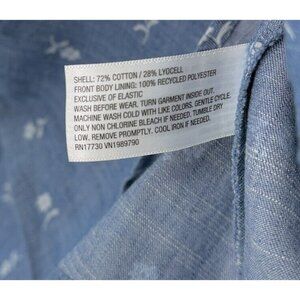 SHELL: 72% COTTON / 28% LYOCELL
FRONT BODY LINING: 100% RECYCLED POLYESTER
EXCLUSIVE OF ELASTIC
WASH BEFORE WEAR. TURN GARMENT INSIDE OUT.
MACHINE WASH COLD WITH LIKE COLORS. GENTLE CYCLE.
ONLY NON CHLORINE BLEACH IF NEEDED. TUMBLE DRY
LOW. REMOVE PROMPTLY. COOL IRON IF NEEDED.
RN17730 VN1989790